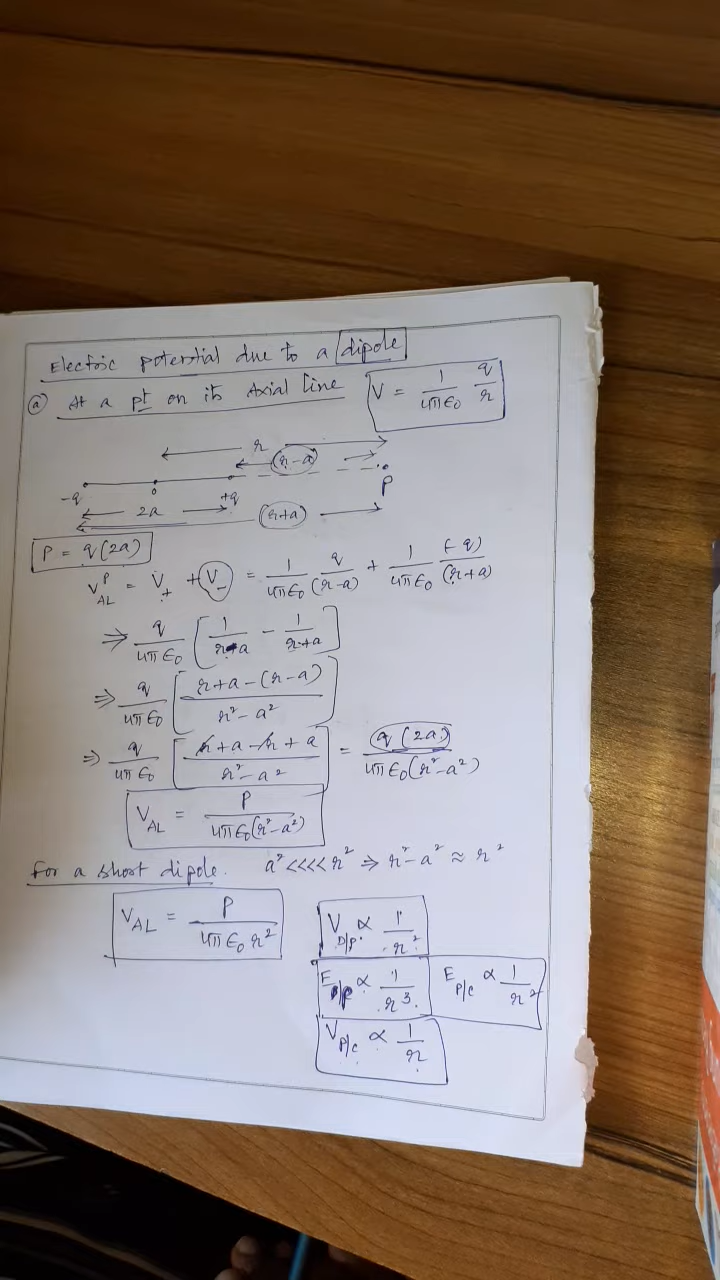 Electric potential due to a dipole
(a) At a pt on its Axial line V = 1/4πϵ₀ q/r
r
(r-a)
-q o +q P
2a (r+a)
P = q(2a)
V_AL^P = V₊ + V₋ = 1/4πϵ₀ q/(r-a) + 1/4πϵ₀ (-q)/(r+a)
⇒ q/4πϵ₀ [1/r-a - 1/r+a]
⇒ q/4πϵ₀ [r+a-(r-a)/r²-a²]
⇒ q/4πϵ₀ [r+a-r+a/r²-a²] = q(2a)/4πϵ₀(r²-a²)
V_AL = P/4πϵ₀(r²-a²)
For a short dipole. a² <<<< r² ⇒ r²-a² ≈ r²
V_AL = P/4πϵ₀r² V_D/P ∝ 1/r²
E_D/P ∝ 1/r³ E_P/C ∝ 1/r²
V_P/C ∝ 1/r